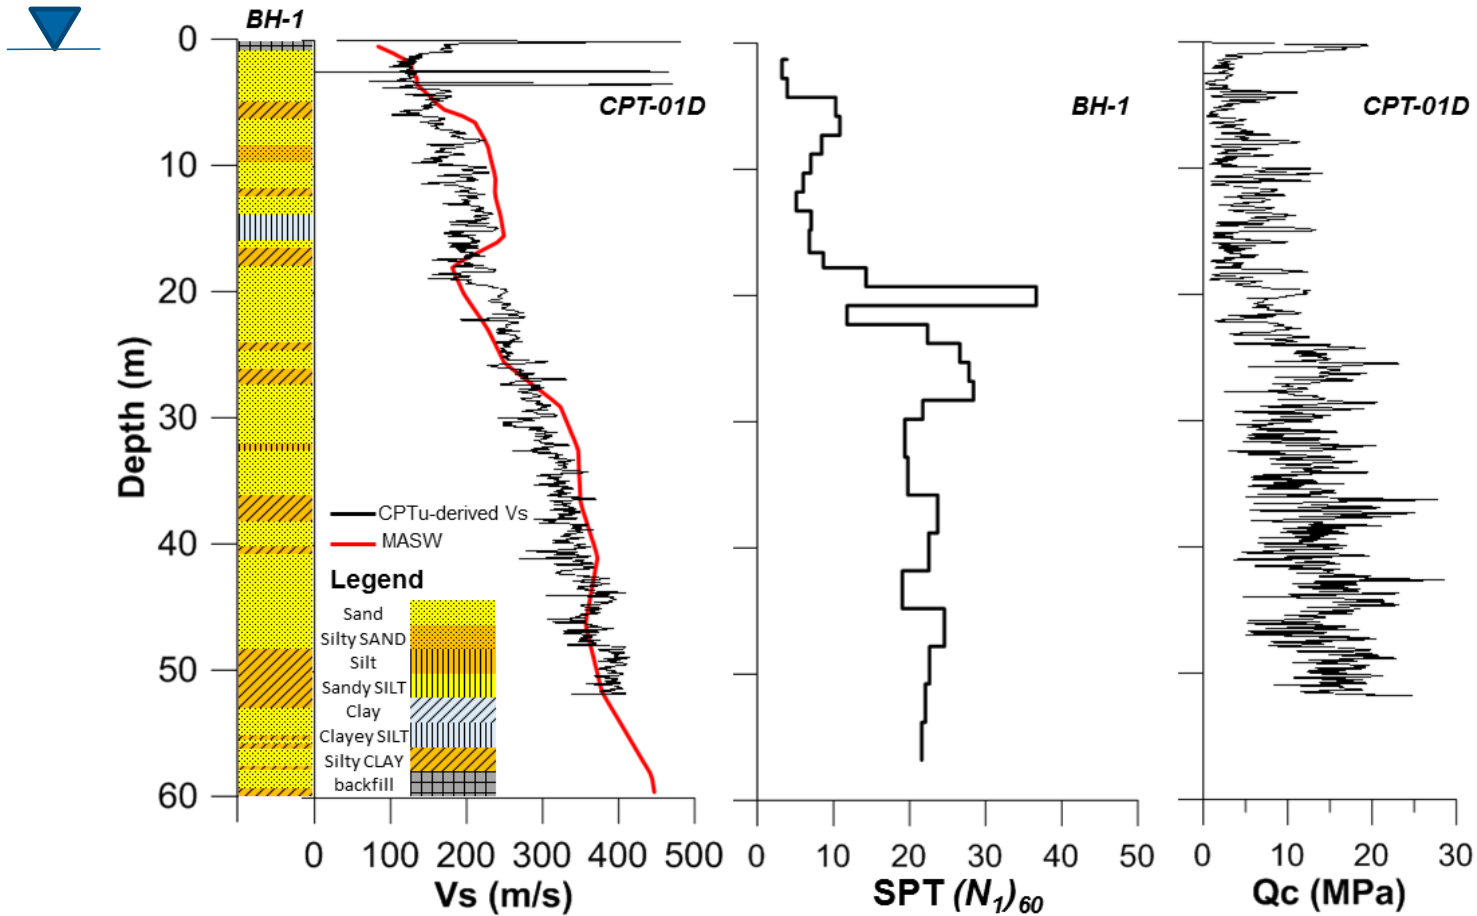 BH-1
CPT-01D
BH-1
CPT-01D
Depth (m)
0
10
20
30
40
50
60
CPTu-derived Vs
MASW
Legend
Sand
Silty SAND
Silt
Sandy SILT
Clay
Clayey SILT
Silty CLAY
backfill
0 100 200 300 400 500
Vs (m/s)
0 10 20 30 40 50
SPT (N1)60
0 10 20 30
Qc (MPa)